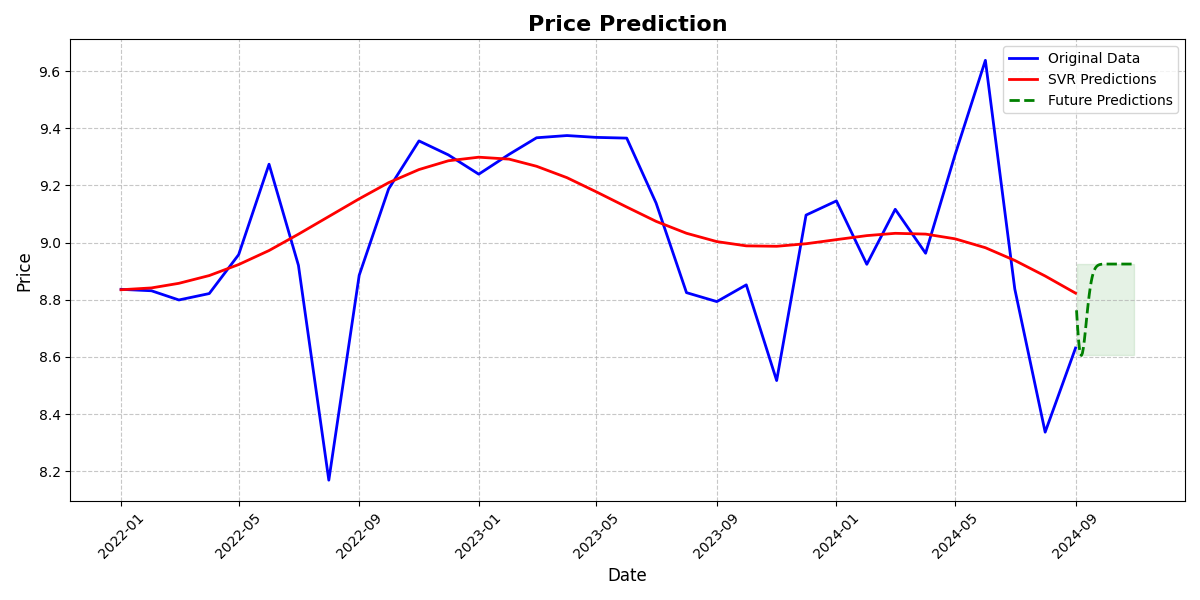 Price Prediction
Original Data
SVR Predictions
Future Predictions
Price
9.6
9.4
9.2
9.0
8.8
8.6
8.4
8.2
2022-01
2022-05
2022-09
2023-01
2023-05
2023-09
2024-01
2024-05
2024-09
Date